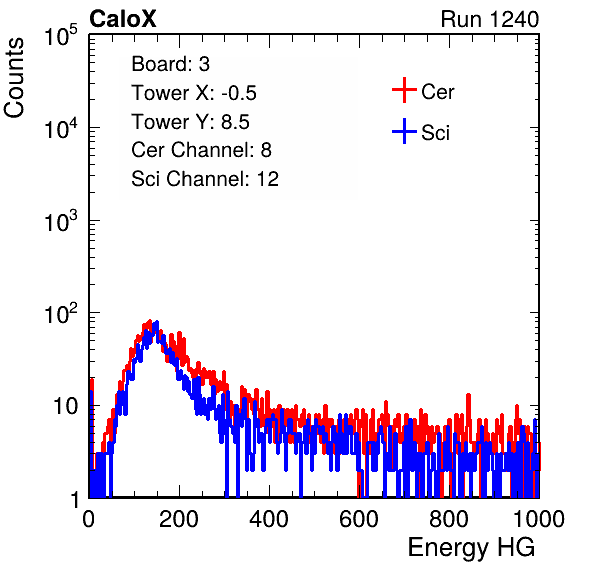 CaloX Run 1240
Counts
10^5
10^4
10^3
10^2
10
1
Board: 3
Tower X: -0.5
Tower Y: 8.5
Cer Channel: 8
Sci Channel: 12
Cer
Sci
0 200 400 600 800 1000
Energy HG